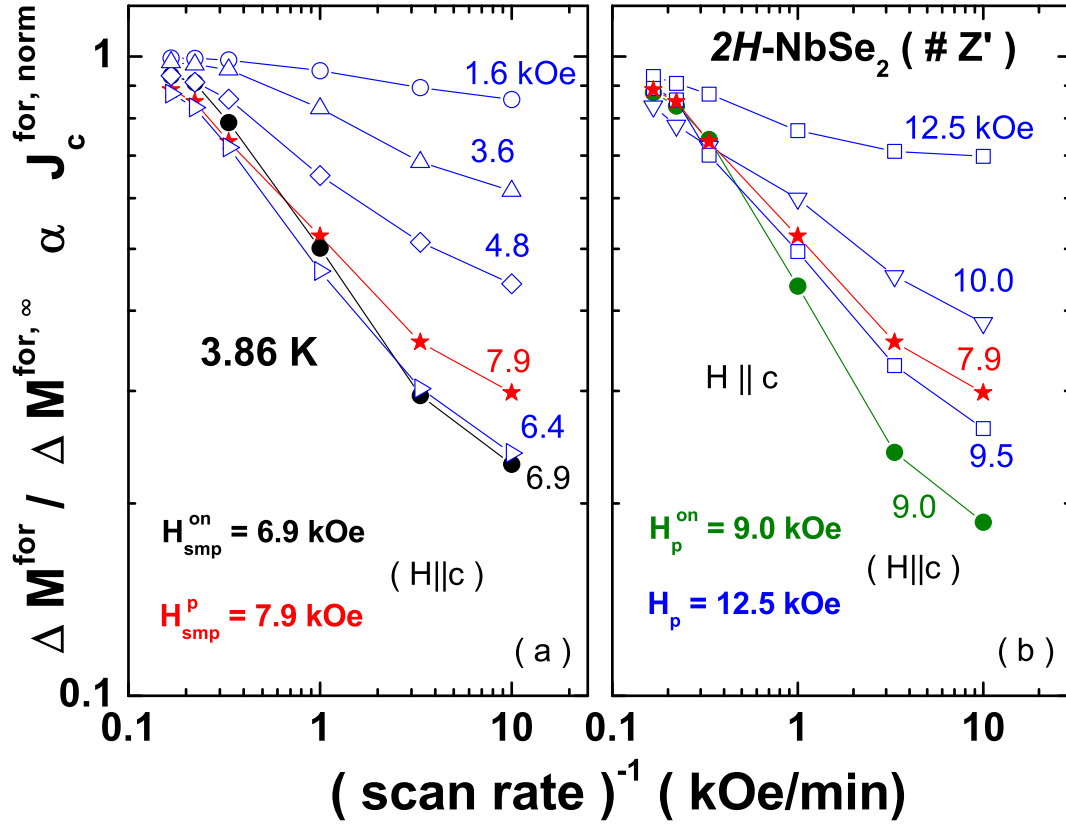 Δ M^for / Δ M^for, ∞ α J_c^for, norm
1
0.1
1.6 kOe
3.6
4.8
3.86 K
7.9
6.4
6.9
H_smp^on = 6.9 kOe
( H||c )
H_smp^p = 7.9 kOe
( a )
0.1
1
10
2H-NbSe_2 ( # Z' )
12.5 kOe
10.0
H || c
7.9
9.5
9.0
H_p^on = 9.0 kOe
( H||c )
H_p = 12.5 kOe
( b )
0.1
1
10
( scan rate )^-1 ( kOe/min)